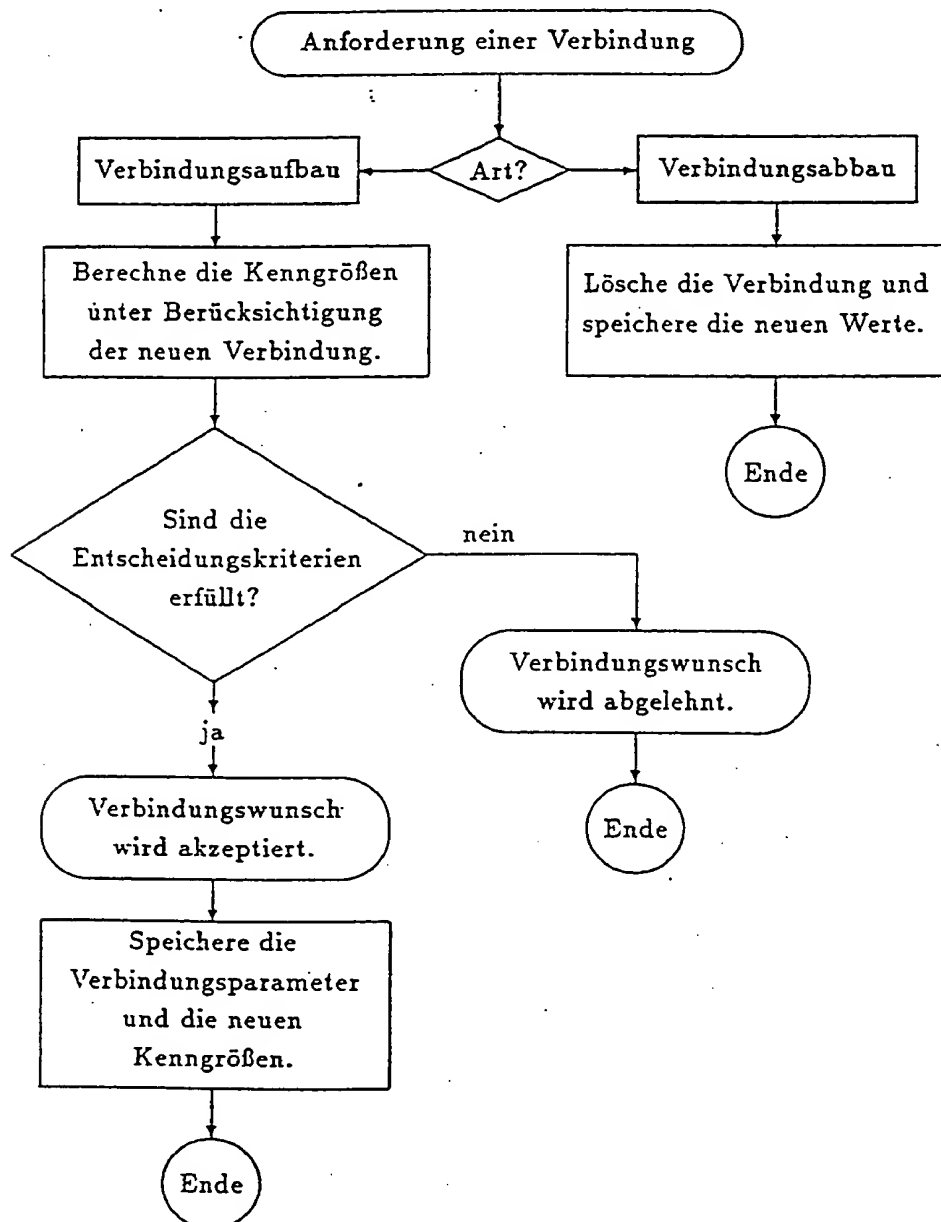 Anforderung einer Verbindung
Verbindungsaufbau
Art?
Verbindungsabbau
Berechne die Kenngrößen
unter Berücksichtigung
der neuen Verbindung.
Lösche die Verbindung und
speichere die neuen Werte.
Ende
Sind die
Entscheidungskriterien
erfüllt?
nein
Verbindungswunsch
wird abgelehnt.
ja
Ende
Verbindungswunsch
wird akzeptiert.
Speichere die
Verbindungsparameter
und die neuen
Kenngrößen.
Ende